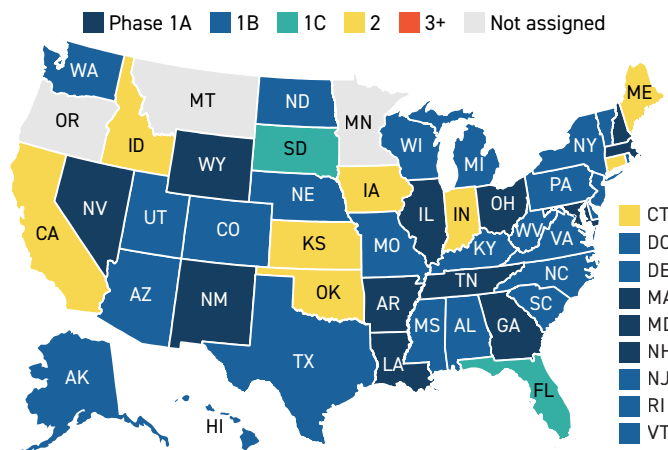 Phase 1A 1B 1C 2 3+ Not assigned
WA
MT
ND
MN
ME
OR
ID
SD
WI
MI
NY
WY
IA
PA
NE
NV
UT
CO
IL
IN
OH
CA
KS
MO
KY
WV
VA
AZ
NM
OK
AR
TN
NC
SC
TX
MS
AL
GA
LA
AK
HI
FL
CT
DC
DE
MA
MD
NH
NJ
RI
VT